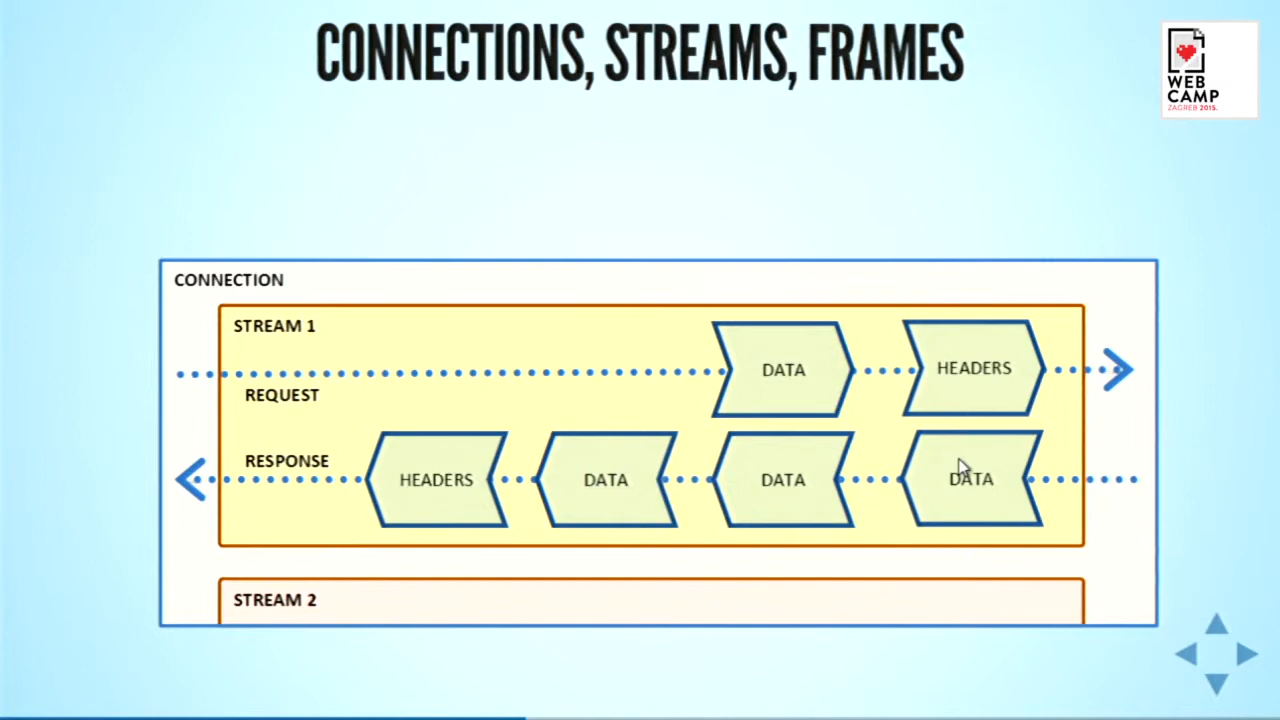 CONNECTIONS, STREAMS, FRAMES
WEB
CAMP
ZAGREB 2015.
CONNECTION
STREAM 1
DATA
HEADERS
REQUEST
RESPONSE
HEADERS
DATA
DATA
DATA
STREAM 2